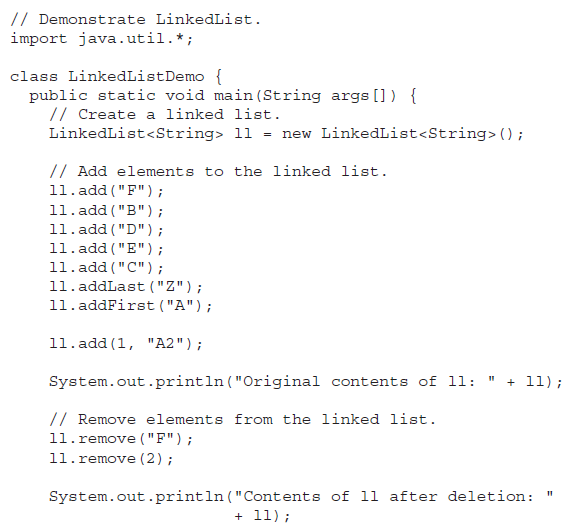 // Demonstrate LinkedList.
import java.util.*;

class LinkedListDemo {
  public static void main(String args[]) {
    // Create a linked list.
    LinkedList<String> ll = new LinkedList<String>();

    // Add elements to the linked list.
    ll.add("F");
    ll.add("B");
    ll.add("D");
    ll.add("E");
    ll.add("C");
    ll.addLast("Z");
    ll.addFirst("A");

    ll.add(1, "A2");

    System.out.println("Original contents of ll: " + ll);

    // Remove elements from the linked list.
    ll.remove("F");
    ll.remove(2);

    System.out.println("Contents of ll after deletion: "
                       + ll);